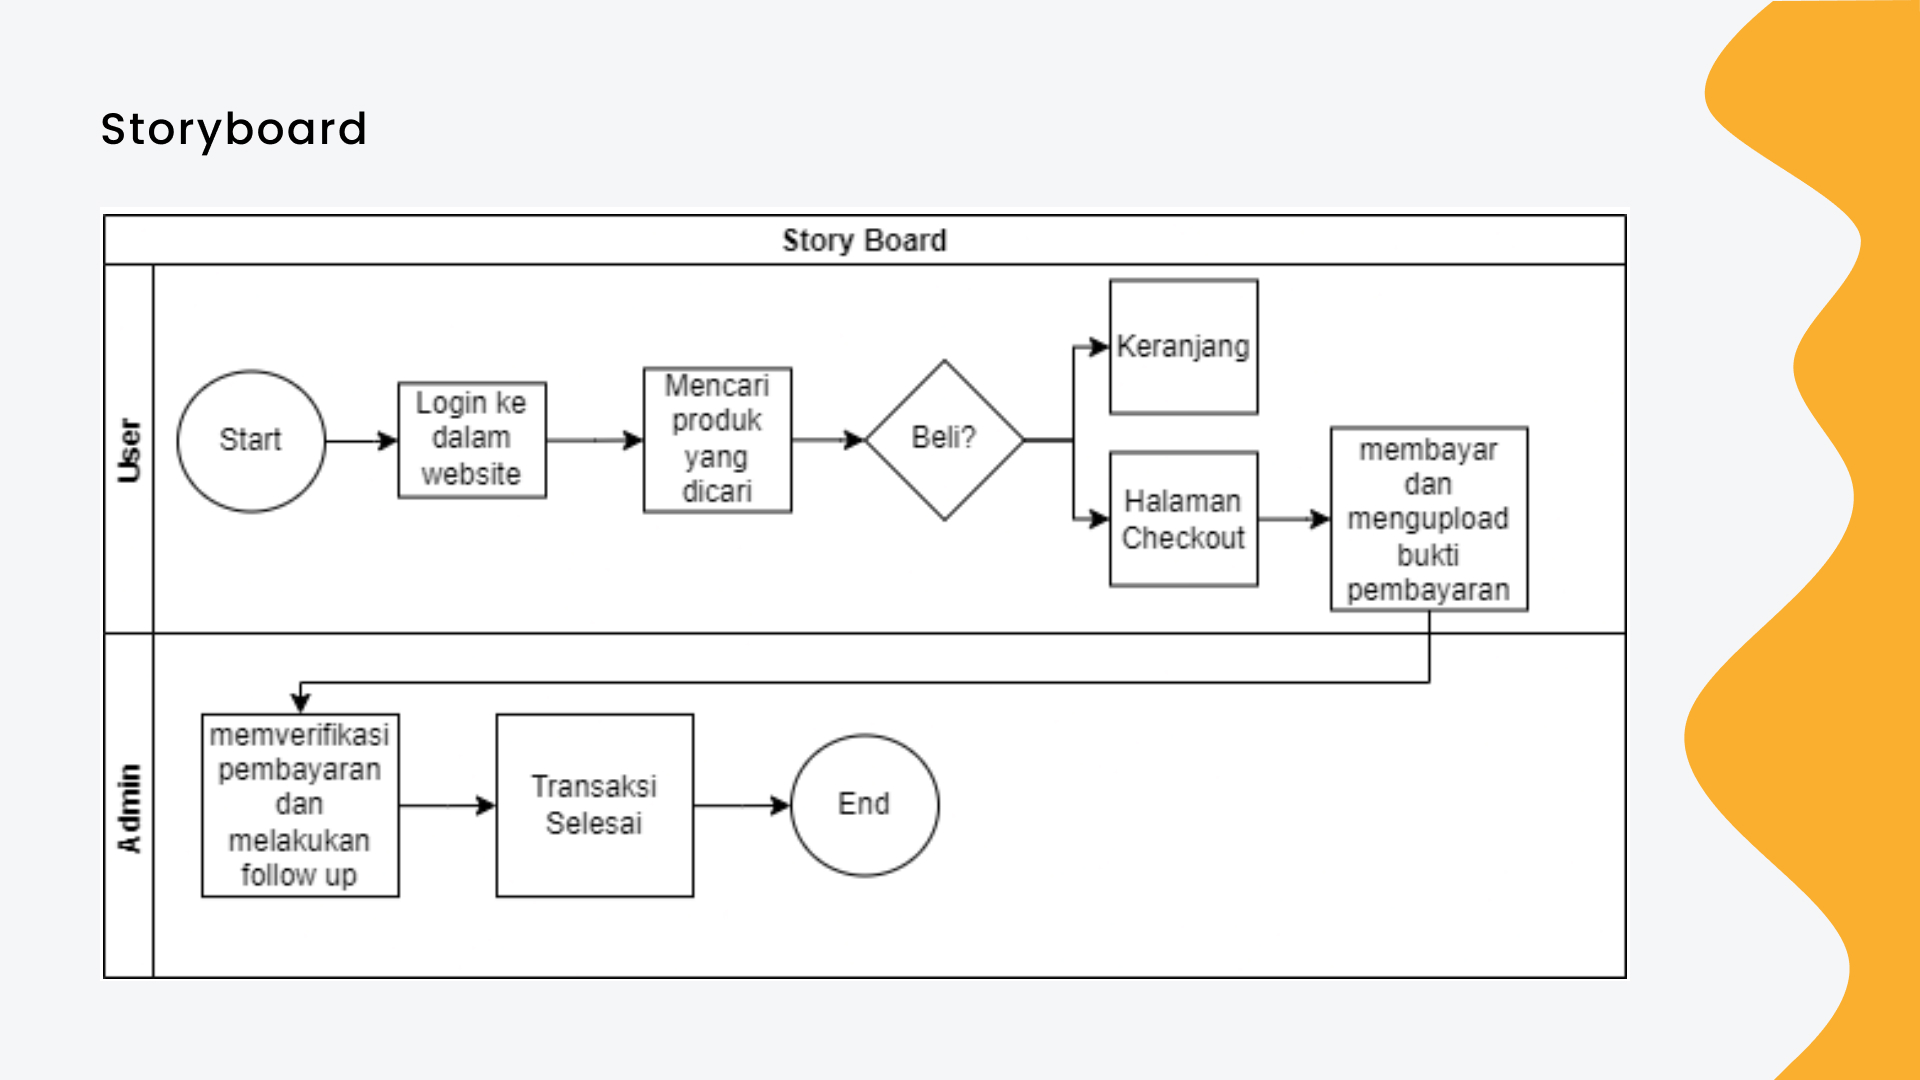 Storyboard
Story Board
User
Start
Login ke
dalam
website
Mencari
produk
yang
dicari
Beli?
Keranjang
Halaman
Checkout
membayar
dan
mengupload
bukti
pembayaran
Admin
memverifikasi
pembayaran
dan
melakukan
follow up
Transaksi
Selesai
End